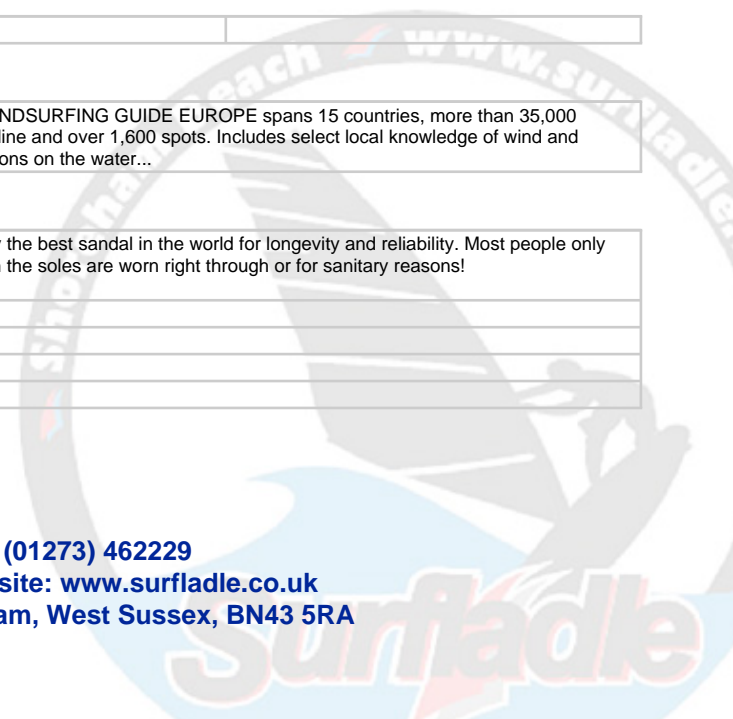 NDSURFING GUIDE EUROPE spans 15 countries, more than 35,000
line and over 1,600 spots. Includes select local knowledge of wind and
ons on the water...
the best sandal in the world for longevity and reliability. Most people only
the soles are worn right through or for sanitary reasons!
(01273) 462229
site: www.surfladle.co.uk
am, West Sussex, BN43 5RA
shoreham beach
www.surfladle.
Surfladle